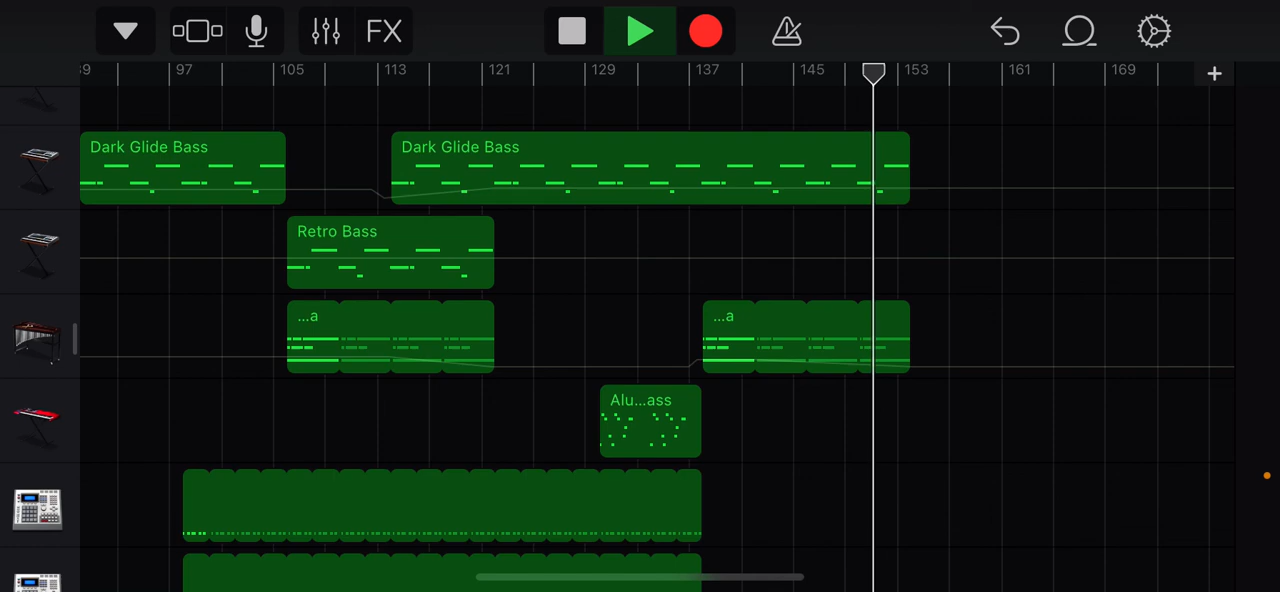 FX
89 97 105 113 121 129 137 145 153 161 169 +
Dark Glide Bass Dark Glide Bass
Retro Bass
...a ...a
Alu...ass